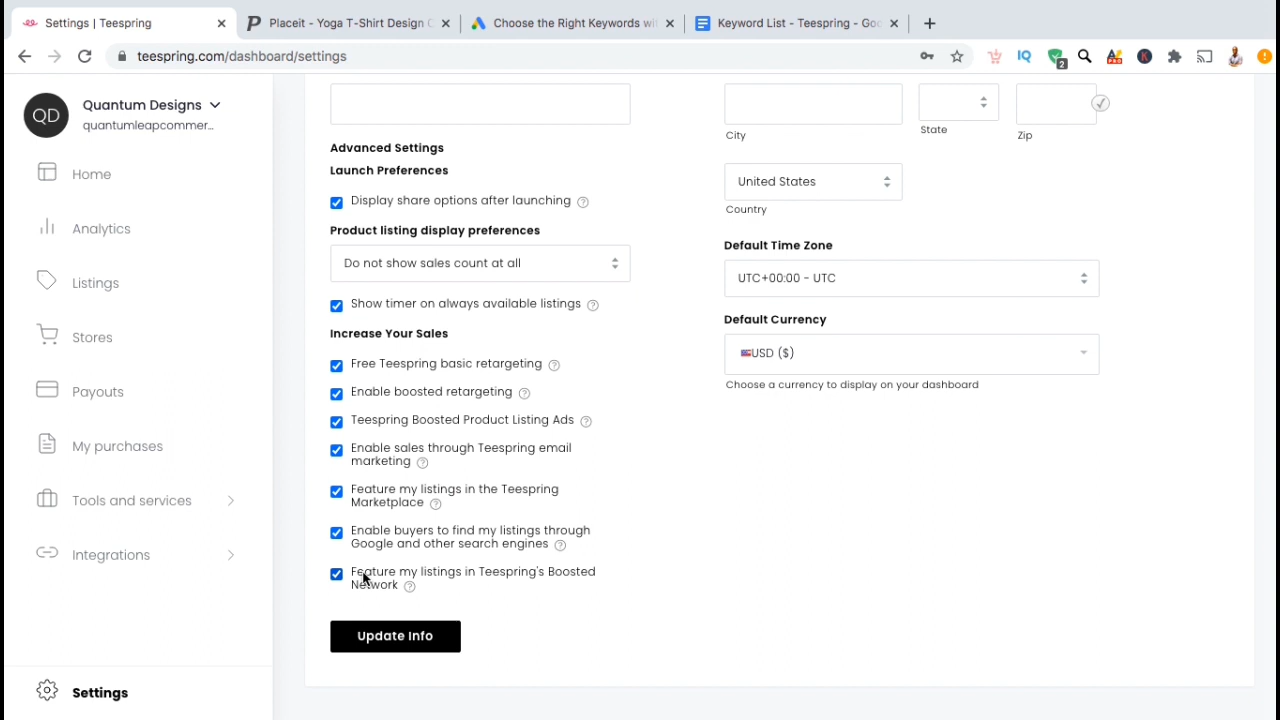 Settings | Teespring
Placeit - Yoga T-Shirt Design
Choose the Right Keywords wi
Keyword List - Teespring - Goo
teespring.com/dashboard/settings
IQ
2
PRO
K
QD
Quantum Designs
quantumleapcommer...
Home
Analytics
Listings
Stores
Payouts
My purchases
Tools and services
Integrations
Settings
Advanced Settings
Launch Preferences
Display share options after launching ?
Product listing display preferences
Do not show sales count at all
Show timer on always available listings ?
Increase Your Sales
Free Teespring basic retargeting ?
Enable boosted retargeting ?
Teespring Boosted Product Listing Ads ?
Enable sales through Teespring email
marketing ?
Feature my listings in the Teespring
Marketplace ?
Enable buyers to find my listings through
Google and other search engines ?
Feature my listings in Teespring's Boosted
Network ?
Update Info
City
State
Zip
United States
Country
Default Time Zone
UTC+00:00 - UTC
Default Currency
USD ($)
Choose a currency to display on your dashboard